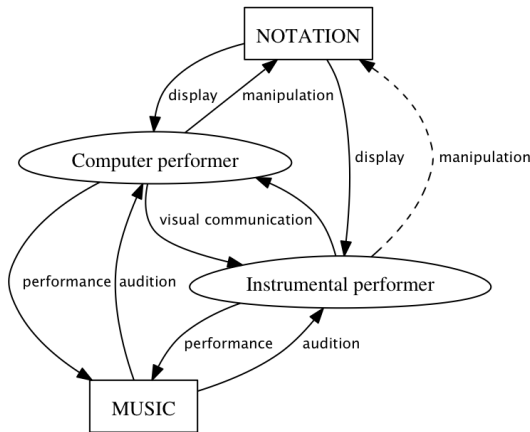 NOTATION
display
manipulation
Computer performer
display
manipulation
visual communication
performance
audition
Instrumental performer
performance
audition
MUSIC